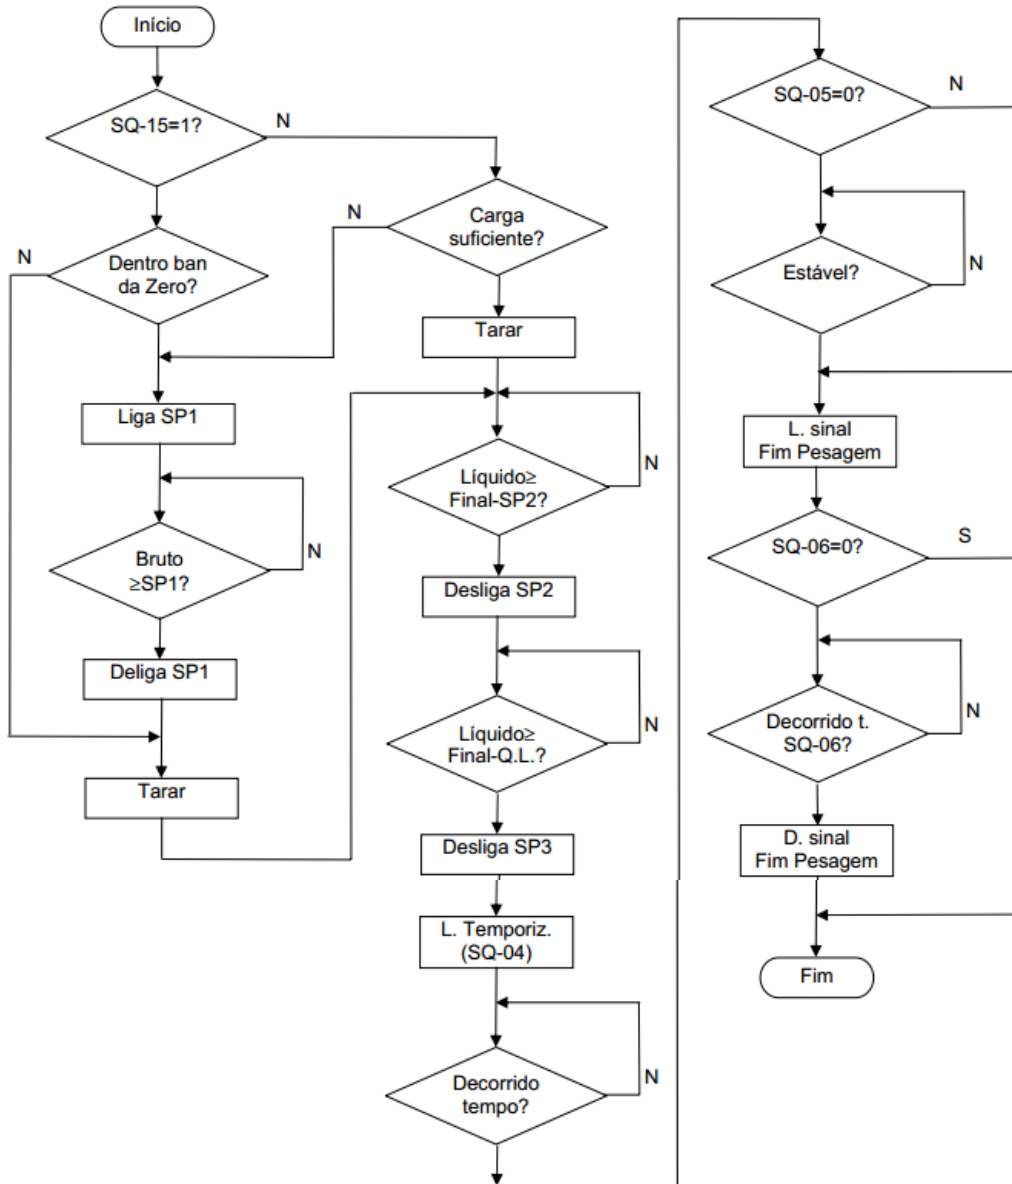 Início
SQ-15=1?
N
Carga
suficiente?
N
Dentro ban
da Zero?
N
Tarar
Liga SP1
Bruto
≥SP1?
N
Deliga SP1
Tarar
Líquido≥
Final-SP2?
N
Desliga SP2
Líquido≥
Final-Q.L.?
N
Desliga SP3
L. Temporiz.
(SQ-04)
Decorrido
tempo?
N
SQ-05=0?
N
Estável?
N
L. sinal
Fim Pesagem
SQ-06=0?
S
Decorrido t.
SQ-06?
N
D. sinal
Fim Pesagem
Fim